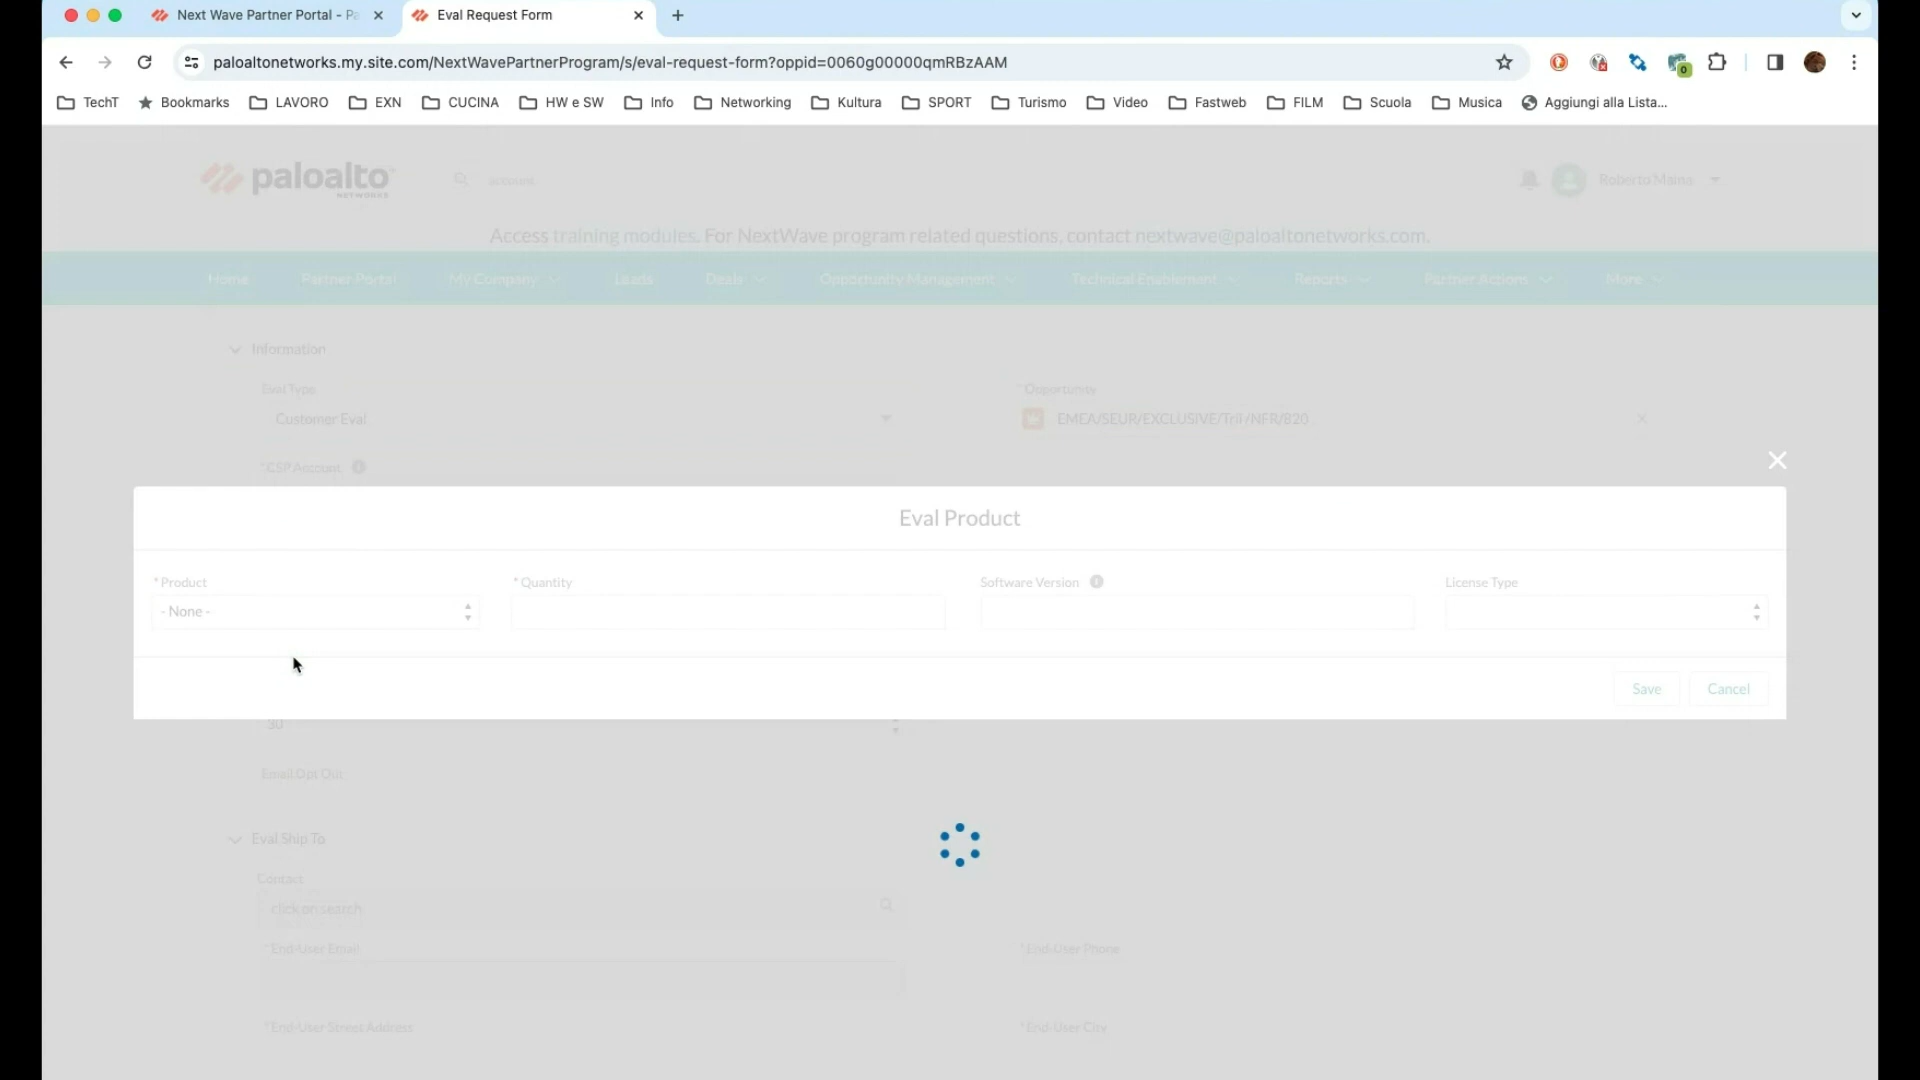 Next Wave Partner Portal - Pa
Eval Request Form
paloaltonetworks.my.site.com/NextWavePartnerProgram/s/eval-request-form?oppid=0060g00000qmRBzAAM
0
TechT Bookmarks LAVORO EXN CUCINA HW e SW Info Networking Kultura SPORT Turismo Video Fastweb FILM Scuola Musica Aggiungi alla Lista...
paloalto
NETWORKS
account
Roberto Mama
Access training modules. For NextWave program related questions, contact nextwave@paloaltonetworks.com.
Home Partner Portal My Company Leads Deals Opportunity Management Technical Enablement Reports Partner Actions More
Information
Eval Type
*Opportunity
Customer Eval
EMEA/SEUR/EXCLUSIVE/Tril /NFR/820
*CSP Account
Eval Product
*Product
*Quantity
Software Version
License Type
- None -
Save
Cancel
30
Email Opt Out
Eval Ship To
Contact
click on search
*End-User Email
*End-User Phone
*End-User Street Address
*End-User City